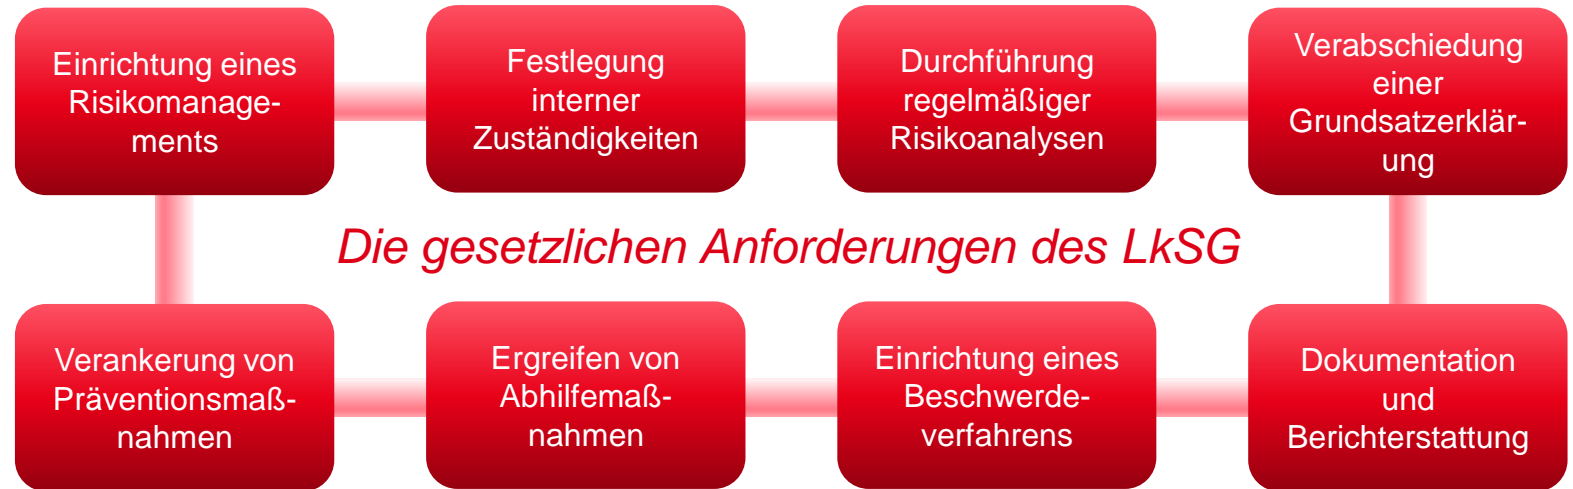 Einrichtung eines
Risikomanage-
ments
Festlegung
interner
Zuständigkeiten
Durchführung
regelmäßiger
Risikoanalysen
Verabschiedung
einer
Grundsatzerklär-
ung
Die gesetzlichen Anforderungen des LkSG
Verankerung von
Präventionsmaß-
nahmen
Ergreifen von
Abhilfemaß-
nahmen
Einrichtung eines
Beschwerde-
verfahrens
Dokumentation
und
Berichterstattung